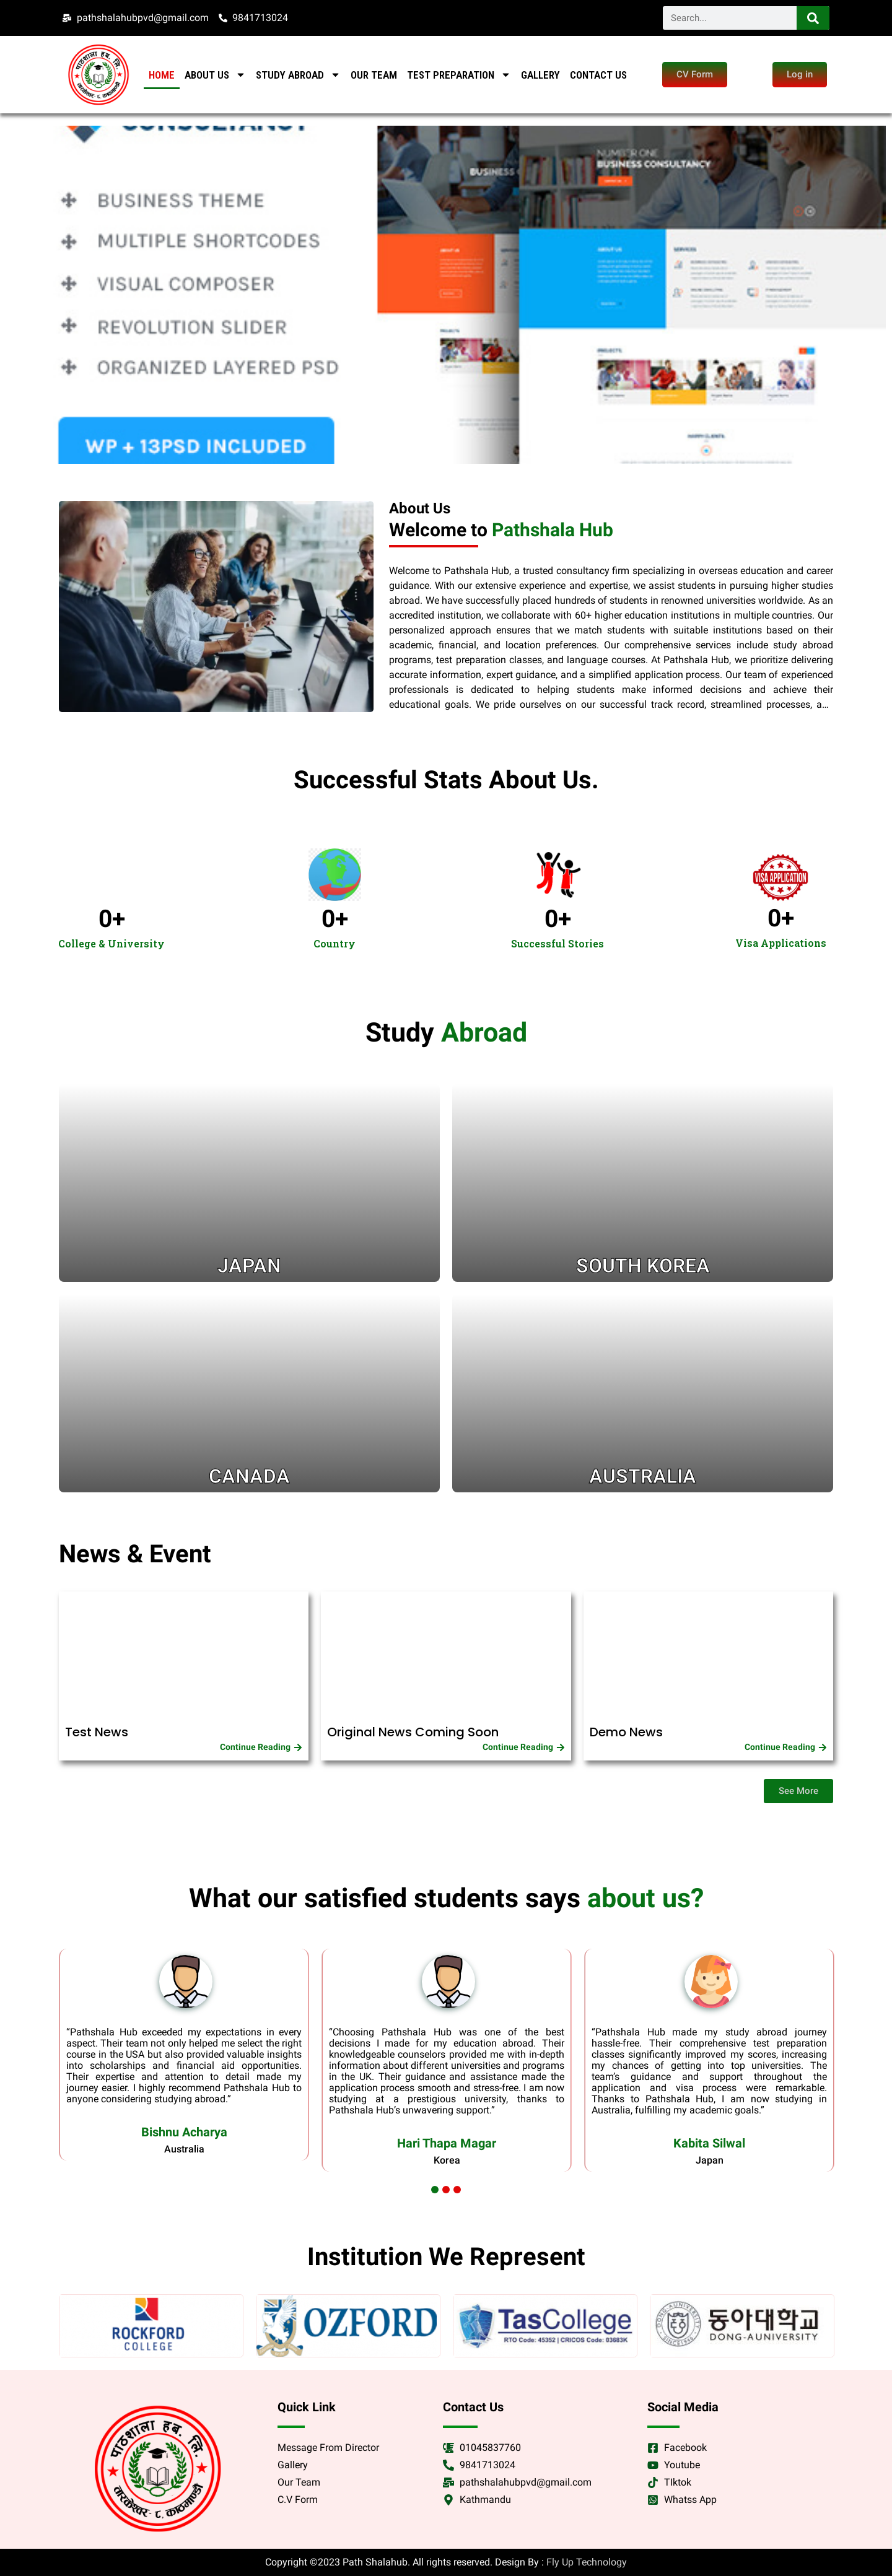 pathshalahubpvd@gmail.com 9841713024 Search...
पाठशाला हब. लि.
HOME ABOUT US STUDY ABROAD OUR TEAM TEST PREPARATION GALLERY CONTACT US CV Form Log in
CONSULTANCY
BUSINESS THEME
MULTIPLE SHORTCODES
VISUAL COMPOSER
REVOLUTION SLIDER
ORGANIZED LAYERED PSD
WP + 13PSD INCLUDED
NUMBER ONE
BUSINESS CONSULTANCY
ABOUT US
SERVICES
PROJECTS
About Us
Welcome to Pathshala Hub
Welcome to Pathshala Hub, a trusted consultancy firm specializing in overseas education and career
guidance. With our extensive experience and expertise, we assist students in pursuing higher studies
abroad. We have successfully placed hundreds of students in renowned universities worldwide. As an
accredited institution, we collaborate with 60+ higher education institutions in multiple countries. Our
personalized approach ensures that we match students with suitable institutions based on their
academic, financial, and location preferences. Our comprehensive services include study abroad
programs, test preparation classes, and language courses. At Pathshala Hub, we prioritize delivering
accurate information, expert guidance, and a simplified application process. Our team of experienced
professionals is dedicated to helping students make informed decisions and achieve their
educational goals. We pride ourselves on our successful track record, streamlined processes, a...
Successful Stats About Us.
VISA APPLICATION
0+ 0+ 0+ 0+
College & University Country Successful Stories Visa Applications
Study Abroad
JAPAN SOUTH KOREA
CANADA AUSTRALIA
News & Event
Test News
Continue Reading
Original News Coming Soon
Continue Reading
Demo News
Continue Reading
See More
What our satisfied students says about us?
"Pathshala Hub exceeded my expectations in every
aspect. Their team not only helped me select the right
course in the USA but also provided valuable insights
into scholarships and financial aid opportunities.
Their expertise and attention to detail made my
journey easier. I highly recommend Pathshala Hub to
anyone considering studying abroad."
Bishnu Acharya
Australia
"Choosing Pathshala Hub was one of the best
decisions I made for my education abroad. Their
knowledgeable counselors provided me with in-depth
information about different universities and programs
in the UK. Their guidance and assistance made the
application process smooth and stress-free. I am now
studying at a prestigious university, thanks to
Pathshala Hub's unwavering support."
Hari Thapa Magar
Korea
"Pathshala Hub made my study abroad journey
hassle-free. Their comprehensive test preparation
classes significantly improved my scores, increasing
my chances of getting into top universities. The
team's guidance and support throughout the
application and visa process were remarkable.
Thanks to Pathshala Hub, I am now studying in
Australia, fulfilling my academic goals."
Kabita Silwal
Japan
Institution We Represent
ROCKFORD
COLLEGE
OZFORD
TasCollege
RTO Code: 45352 | CRICOS Code: 03683K
동아대학교
DONG-A UNIVERSITY
पाठशाला हब. लि.
तारकेश्वर - ८, काठमाण्डौ
Quick Link
Message From Director
Gallery
Our Team
C.V Form
Contact Us
01045837760
9841713024
pathshalahubpvd@gmail.com
Kathmandu
Social Media
Facebook
Youtube
TIktok
Whatss App
Copyright ©2023 Path Shalahub. All rights reserved. Design By : Fly Up Technology